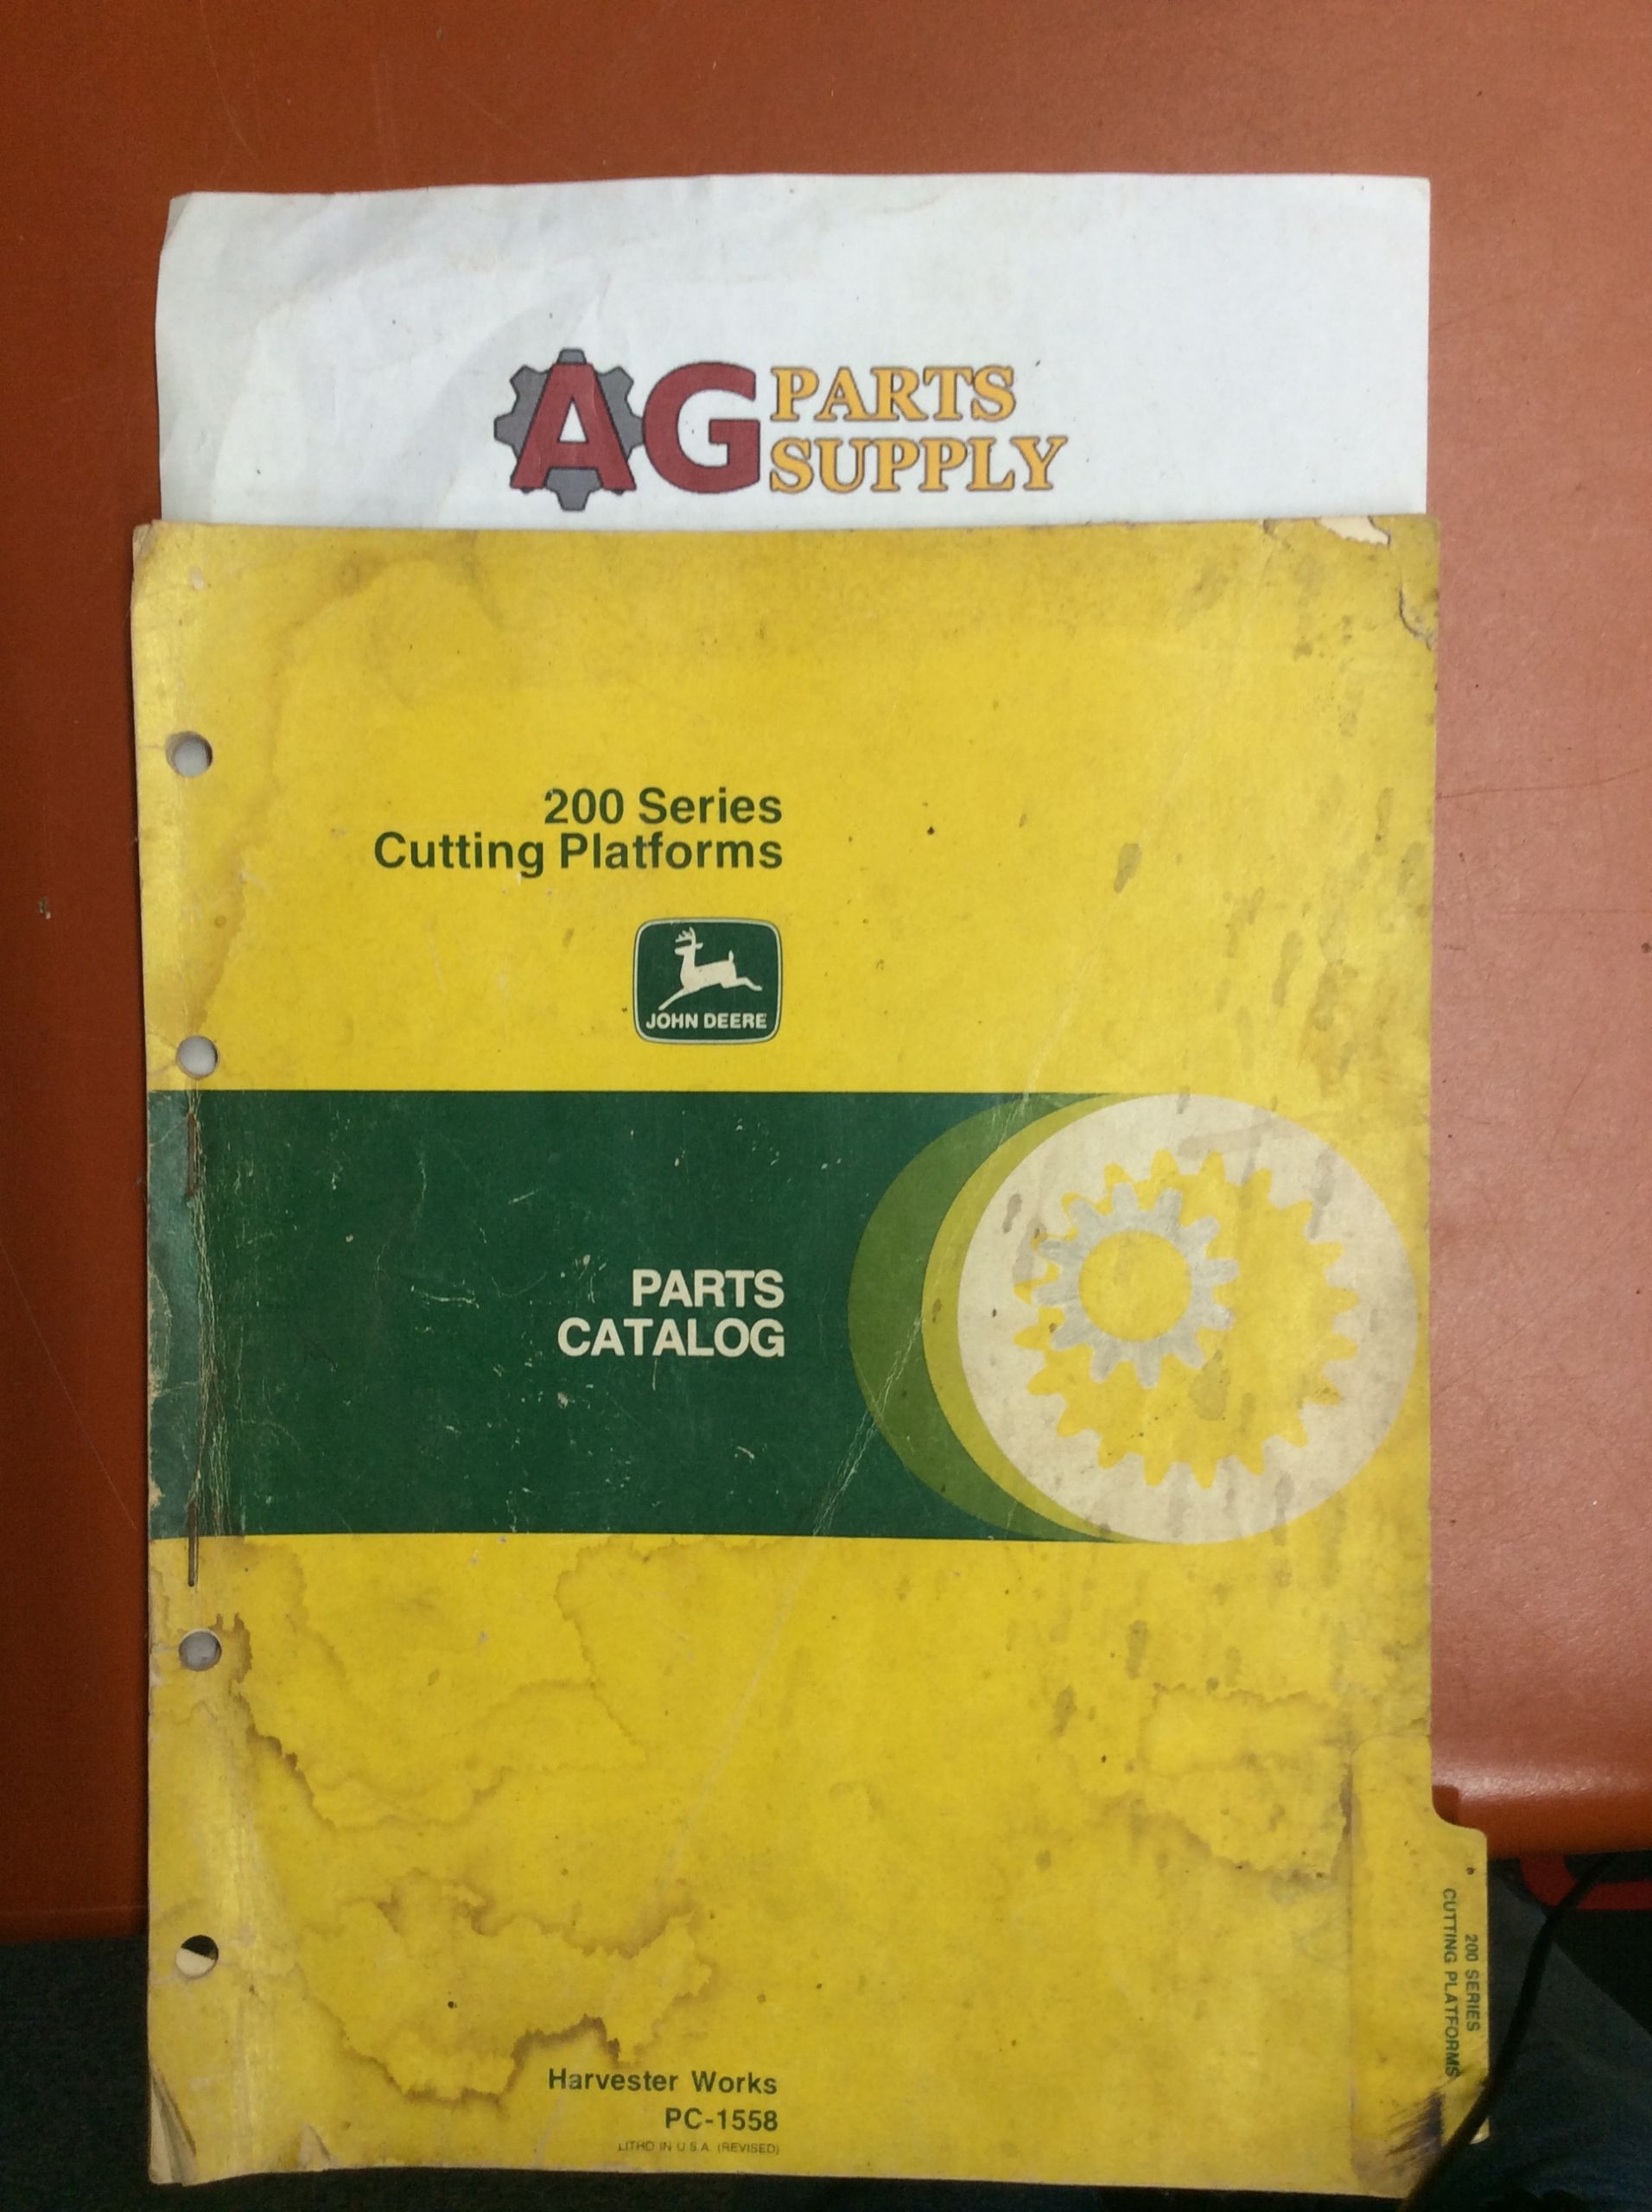 AG PARTS
SUPPLY
200 Series
Cutting Platforms
JOHN DEERE
PARTS
CATALOG
Harvester Works
PC-1558
LITHO IN U.S.A. (REVISED)
200 SERIES
CUTTING PLATFORMS